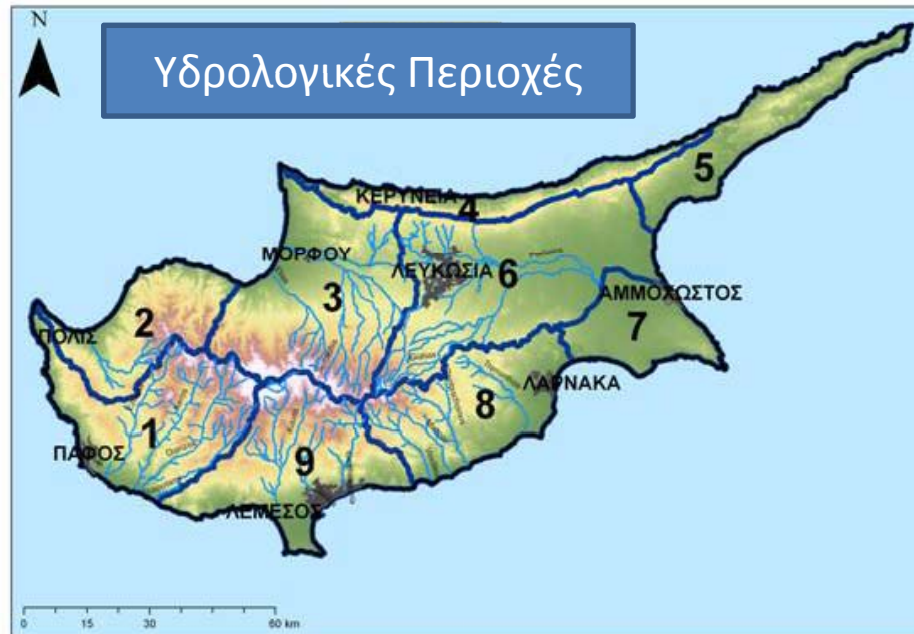 N
Υδρολογικές Περιοχές
5
ΚΕΡΥΝΕΙΑ
4
ΜΟΡΦΟΥ
ΛΕΥΚΩΣΙΑ
6
3
ΑΜΜΟΧΩΣΤΟΣ
2
7
ΠΟΛΙΣ
ΛΑΡΝΑΚΑ
8
1
ΠΑΦΟΣ
9
ΛΕΜΕΣΟΣ
0 15 30 60 km